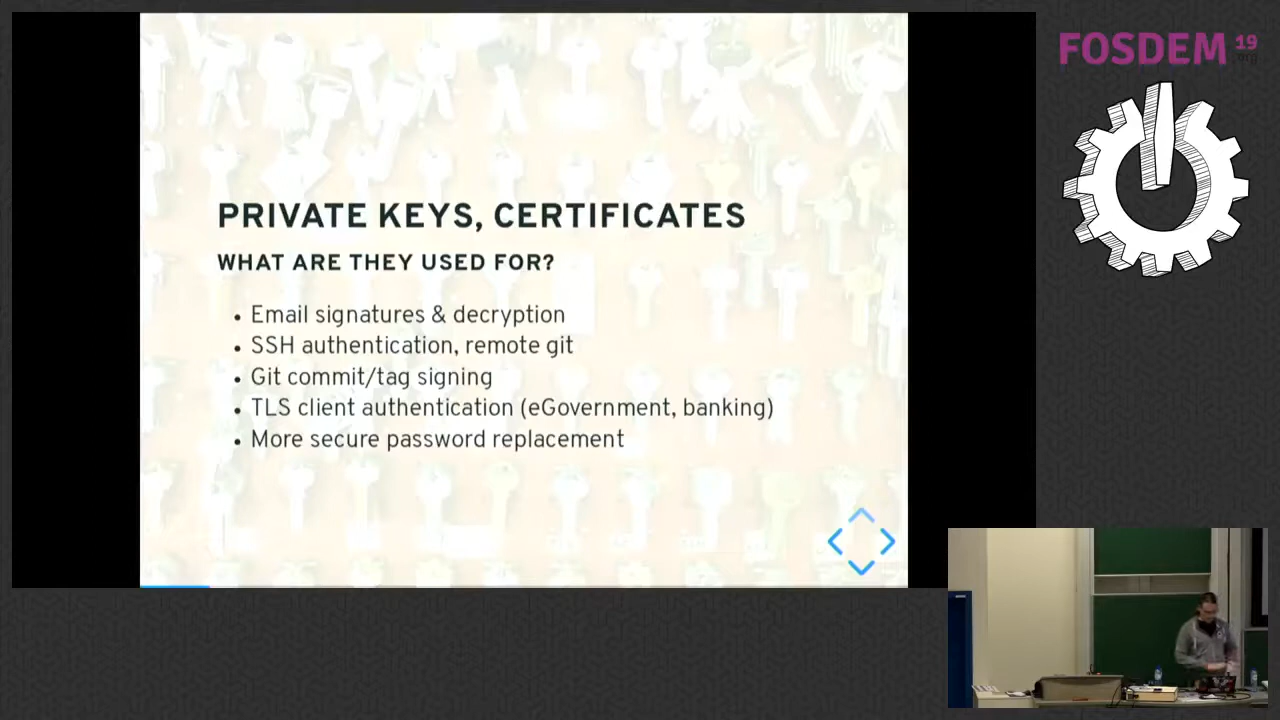 PRIVATE KEYS, CERTIFICATES
WHAT ARE THEY USED FOR?
• Email signatures & decryption
• SSH authentication, remote git
• Git commit/tag signing
• TLS client authentication (eGovernment, banking)
• More secure password replacement
FOSDEM 19
.org